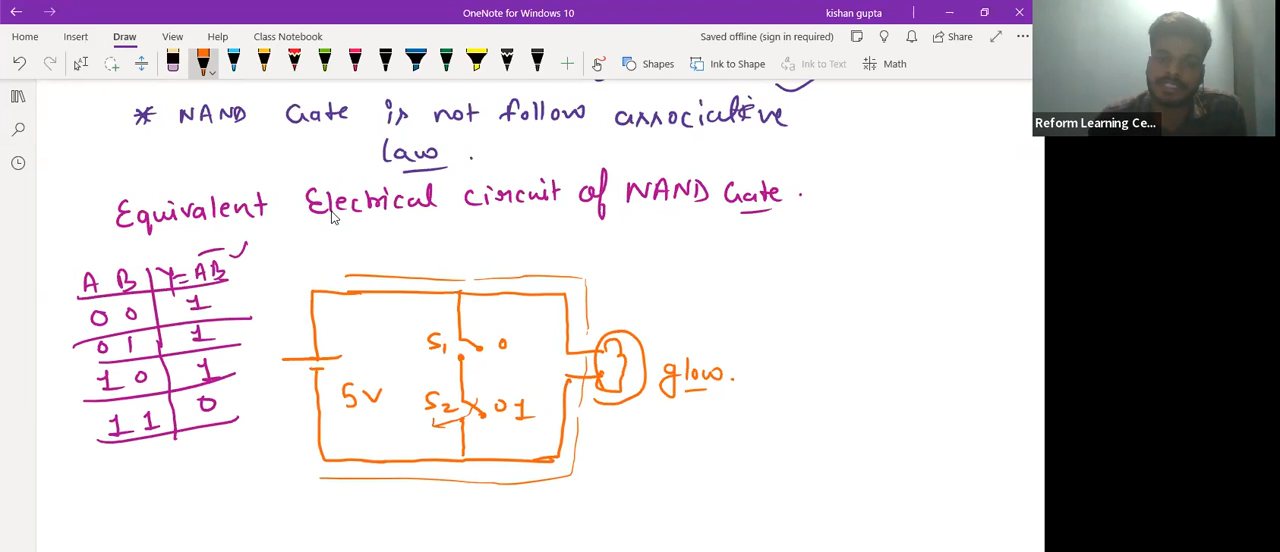 OneNote for Windows 10
kishan gupta
Home Insert Draw View Help Class Notebook
Saved offline (sign in required)
Share
Shapes
Ink to Shape
Ink to Text
Math
Reform Learning Ce...
* NAND Gate is not follow associative
law.
Equivalent Electrical circuit of NAND Gate.
A B Y=A̅B̅
0 0 1
0 1 1
1 0 1
1 1 0
S1 0
5V
S2 0 1
glow.